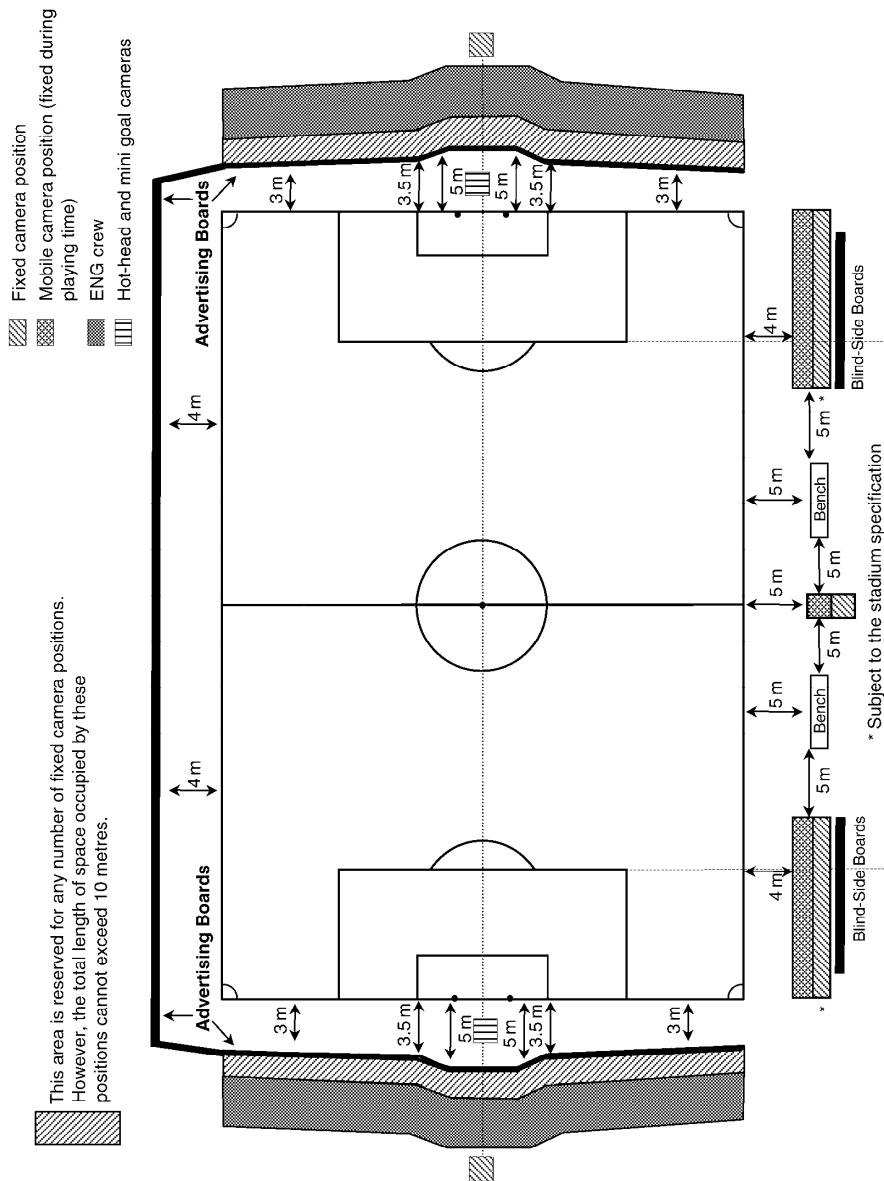 This area is reserved for any number of fixed camera positions.
However, the total length of space occupied by these
positions cannot exceed 10 metres.
Fixed camera position
Mobile camera position (fixed during
playing time)
ENG crew
Hot-head and mini goal cameras
Advertising Boards
Advertising Boards
4 m
4 m
3 m
3.5 m
5 m
5 m
3.5 m
3 m
3 m
3.5 m
5 m
5 m
3.5 m
3 m
4 m
5 m
5 m
5 m
4 m
*
5 m
Bench
5 m
5 m
Bench
5 m *
Blind-Side Boards
Blind-Side Boards
* Subject to the stadium specification